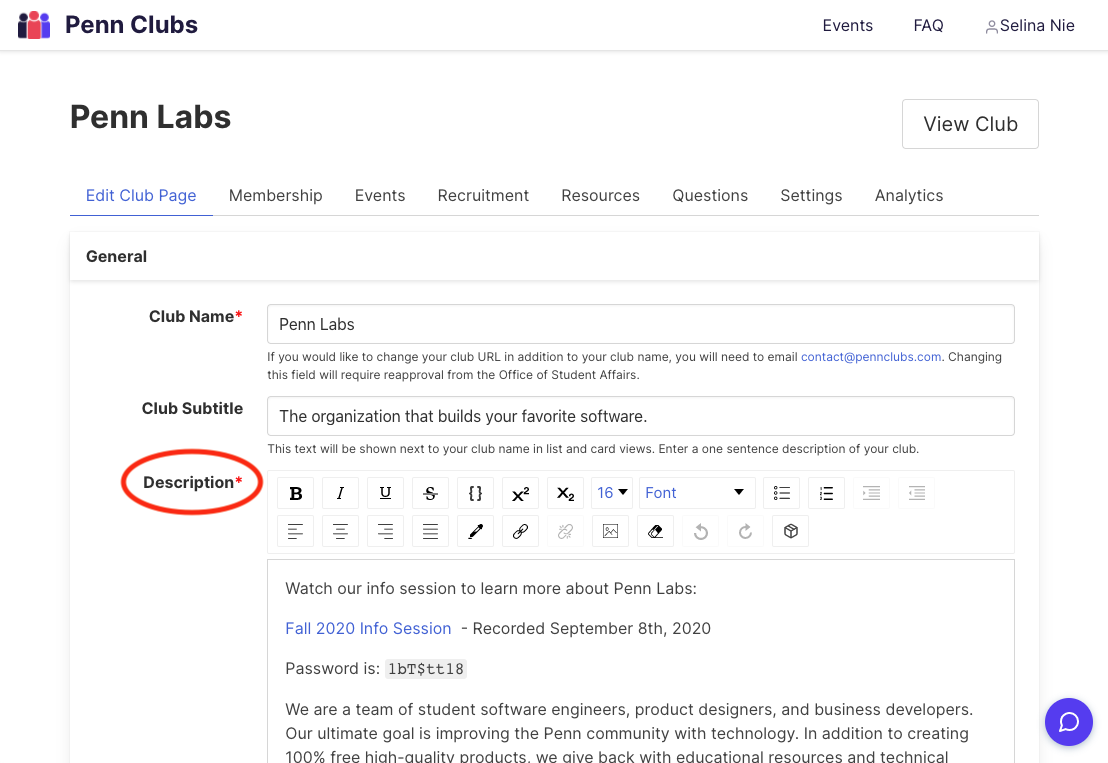 Penn Clubs
Events FAQ Selina Nie
Penn Labs
View Club
Edit Club Page Membership Events Recruitment Resources Questions Settings Analytics
General
Club Name*
Penn Labs
If you would like to change your club URL in addition to your club name, you will need to email contact@pennclubs.com. Changing
this field will require reapproval from the Office of Student Affairs.
Club Subtitle
The organization that builds your favorite software.
This text will be shown next to your club name in list and card views. Enter a one sentence description of your club.
Description*
B I U S {} x² X₂ 16 Font
Watch our info session to learn more about Penn Labs:
Fall 2020 Info Session - Recorded September 8th, 2020
Password is: 1bT$tt18
We are a team of student software engineers, product designers, and business developers.
Our ultimate goal is improving the Penn community with technology. In addition to creating
100% free high-quality products, we give back with educational resources and technical